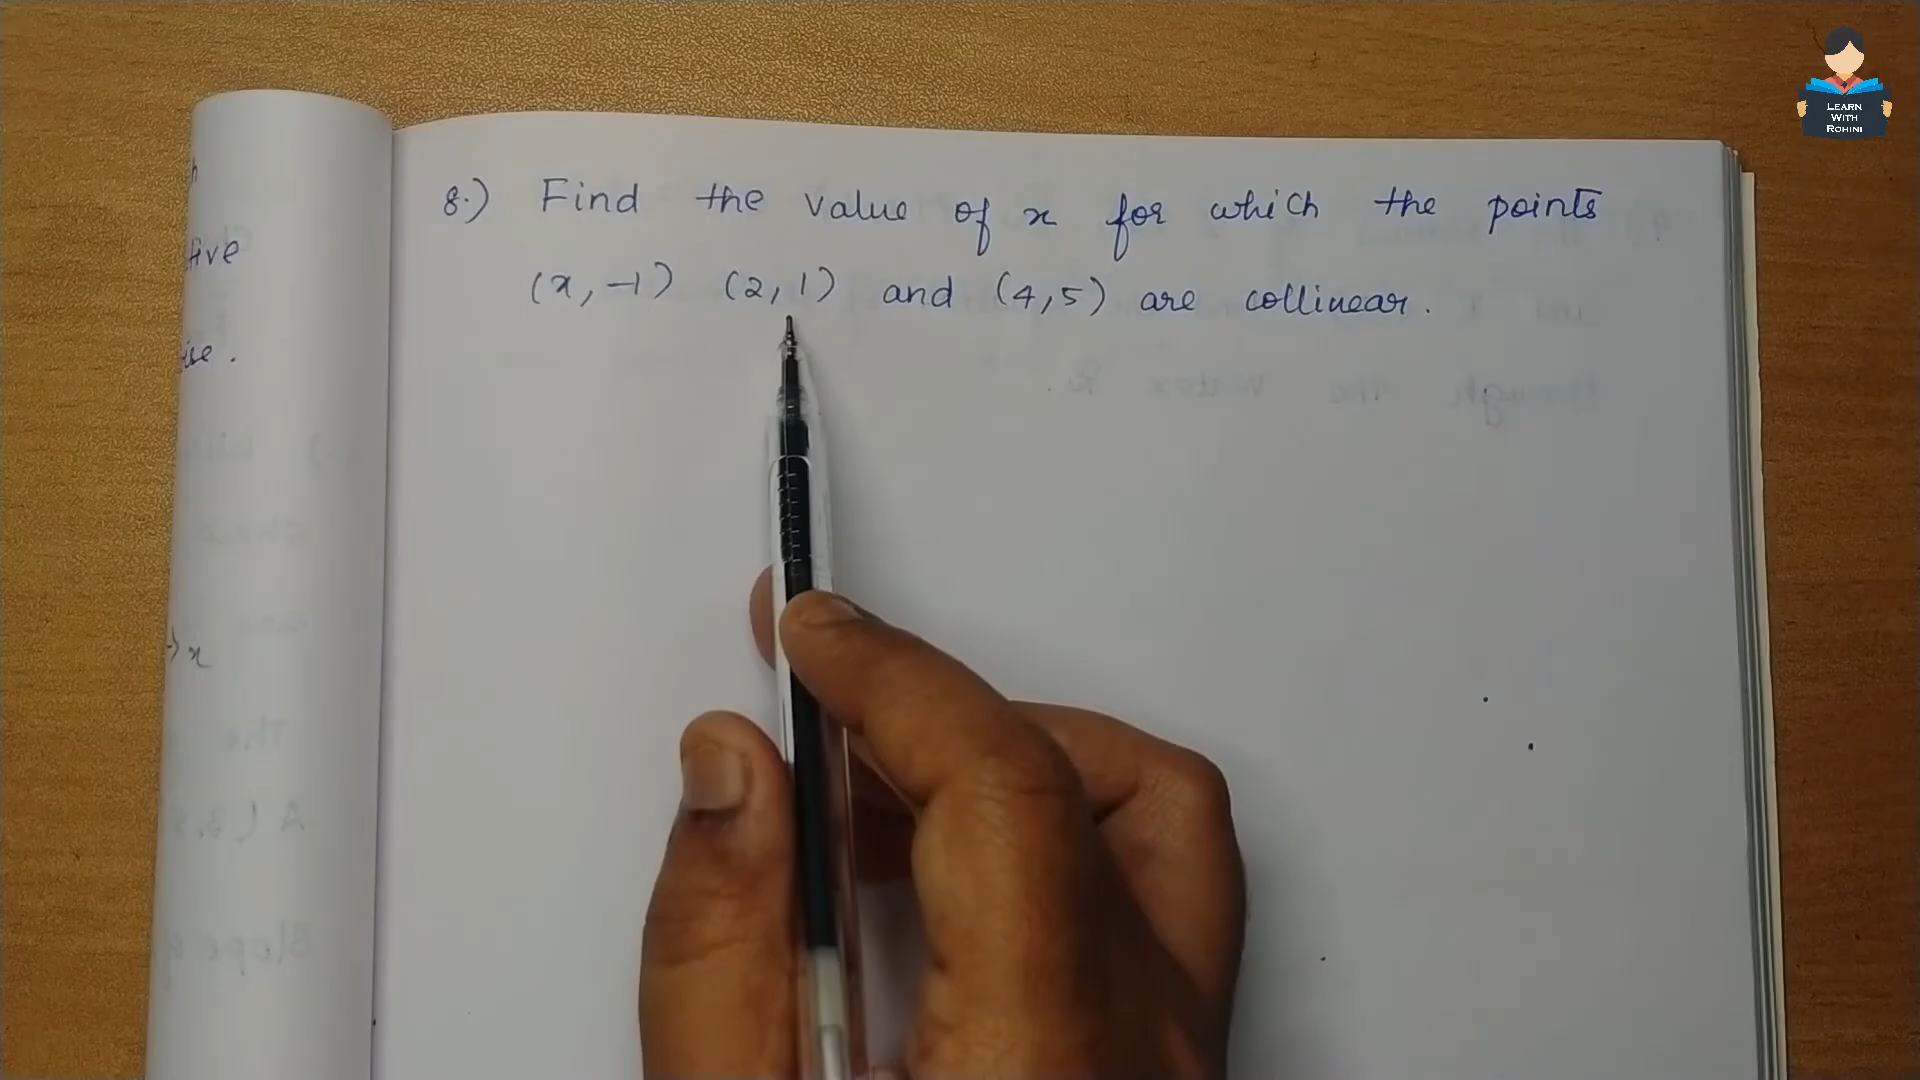 LEARN
WITH
ROHINI
8.) Find the value of x for which the points
(x, -1) (2, 1) and (4, 5) are collinear.
→ x